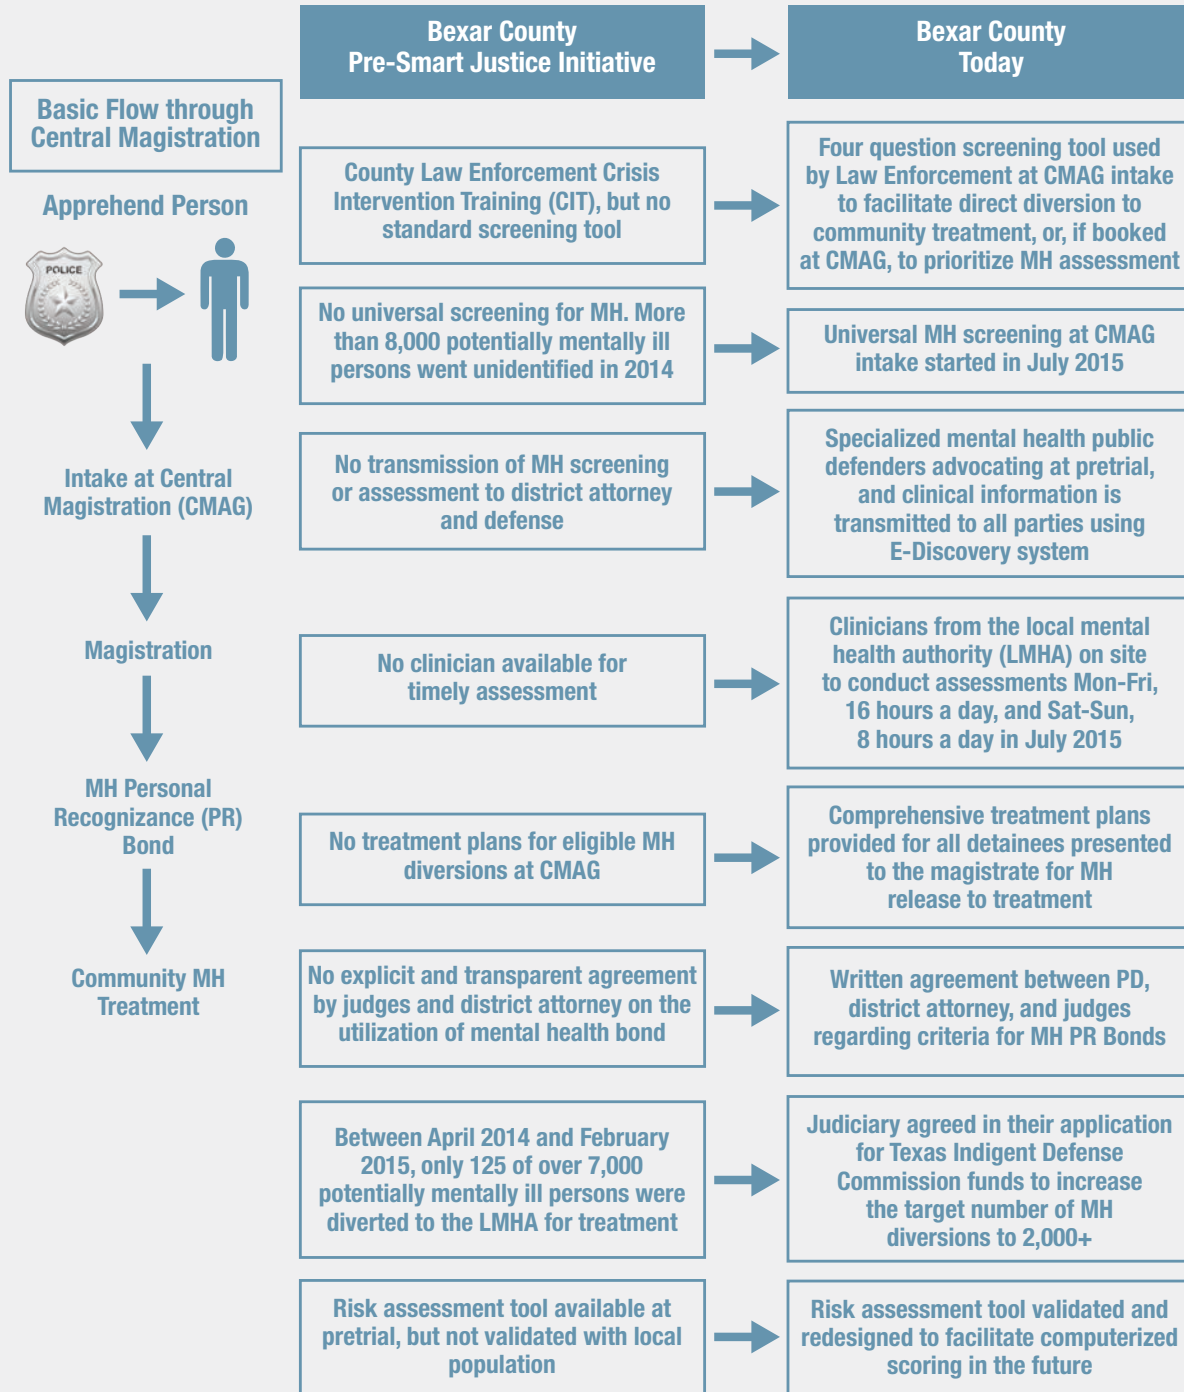 Bexar County
Pre-Smart Justice Initiative
Bexar County
Today
Basic Flow through
Central Magistration
Apprehend Person
POLICE
Intake at Central
Magistration (CMAG)
Magistration
MH Personal
Recognizance (PR)
Bond
Community MH
Treatment
County Law Enforcement Crisis
Intervention Training (CIT), but no
standard screening tool
Four question screening tool used
by Law Enforcement at CMAG intake
to facilitate direct diversion to
community treatment, or, if booked
at CMAG, to prioritize MH assessment
No universal screening for MH. More
than 8,000 potentially mentally ill
persons went unidentified in 2014
Universal MH screening at CMAG
intake started in July 2015
No transmission of MH screening
or assessment to district attorney
and defense
Specialized mental health public
defenders advocating at pretrial,
and clinical information is
transmitted to all parties using
E-Discovery system
No clinician available for
timely assessment
Clinicians from the local mental
health authority (LMHA) on site
to conduct assessments Mon-Fri,
16 hours a day, and Sat-Sun,
8 hours a day in July 2015
No treatment plans for eligible MH
diversions at CMAG
Comprehensive treatment plans
provided for all detainees presented
to the magistrate for MH
release to treatment
No explicit and transparent agreement
by judges and district attorney on the
utilization of mental health bond
Written agreement between PD,
district attorney, and judges
regarding criteria for MH PR Bonds
Between April 2014 and February
2015, only 125 of over 7,000
potentially mentally ill persons were
diverted to the LMHA for treatment
Judiciary agreed in their application
for Texas Indigent Defense
Commission funds to increase
the target number of MH
diversions to 2,000+
Risk assessment tool available at
pretrial, but not validated with local
population
Risk assessment tool validated and
redesigned to facilitate computerized
scoring in the future